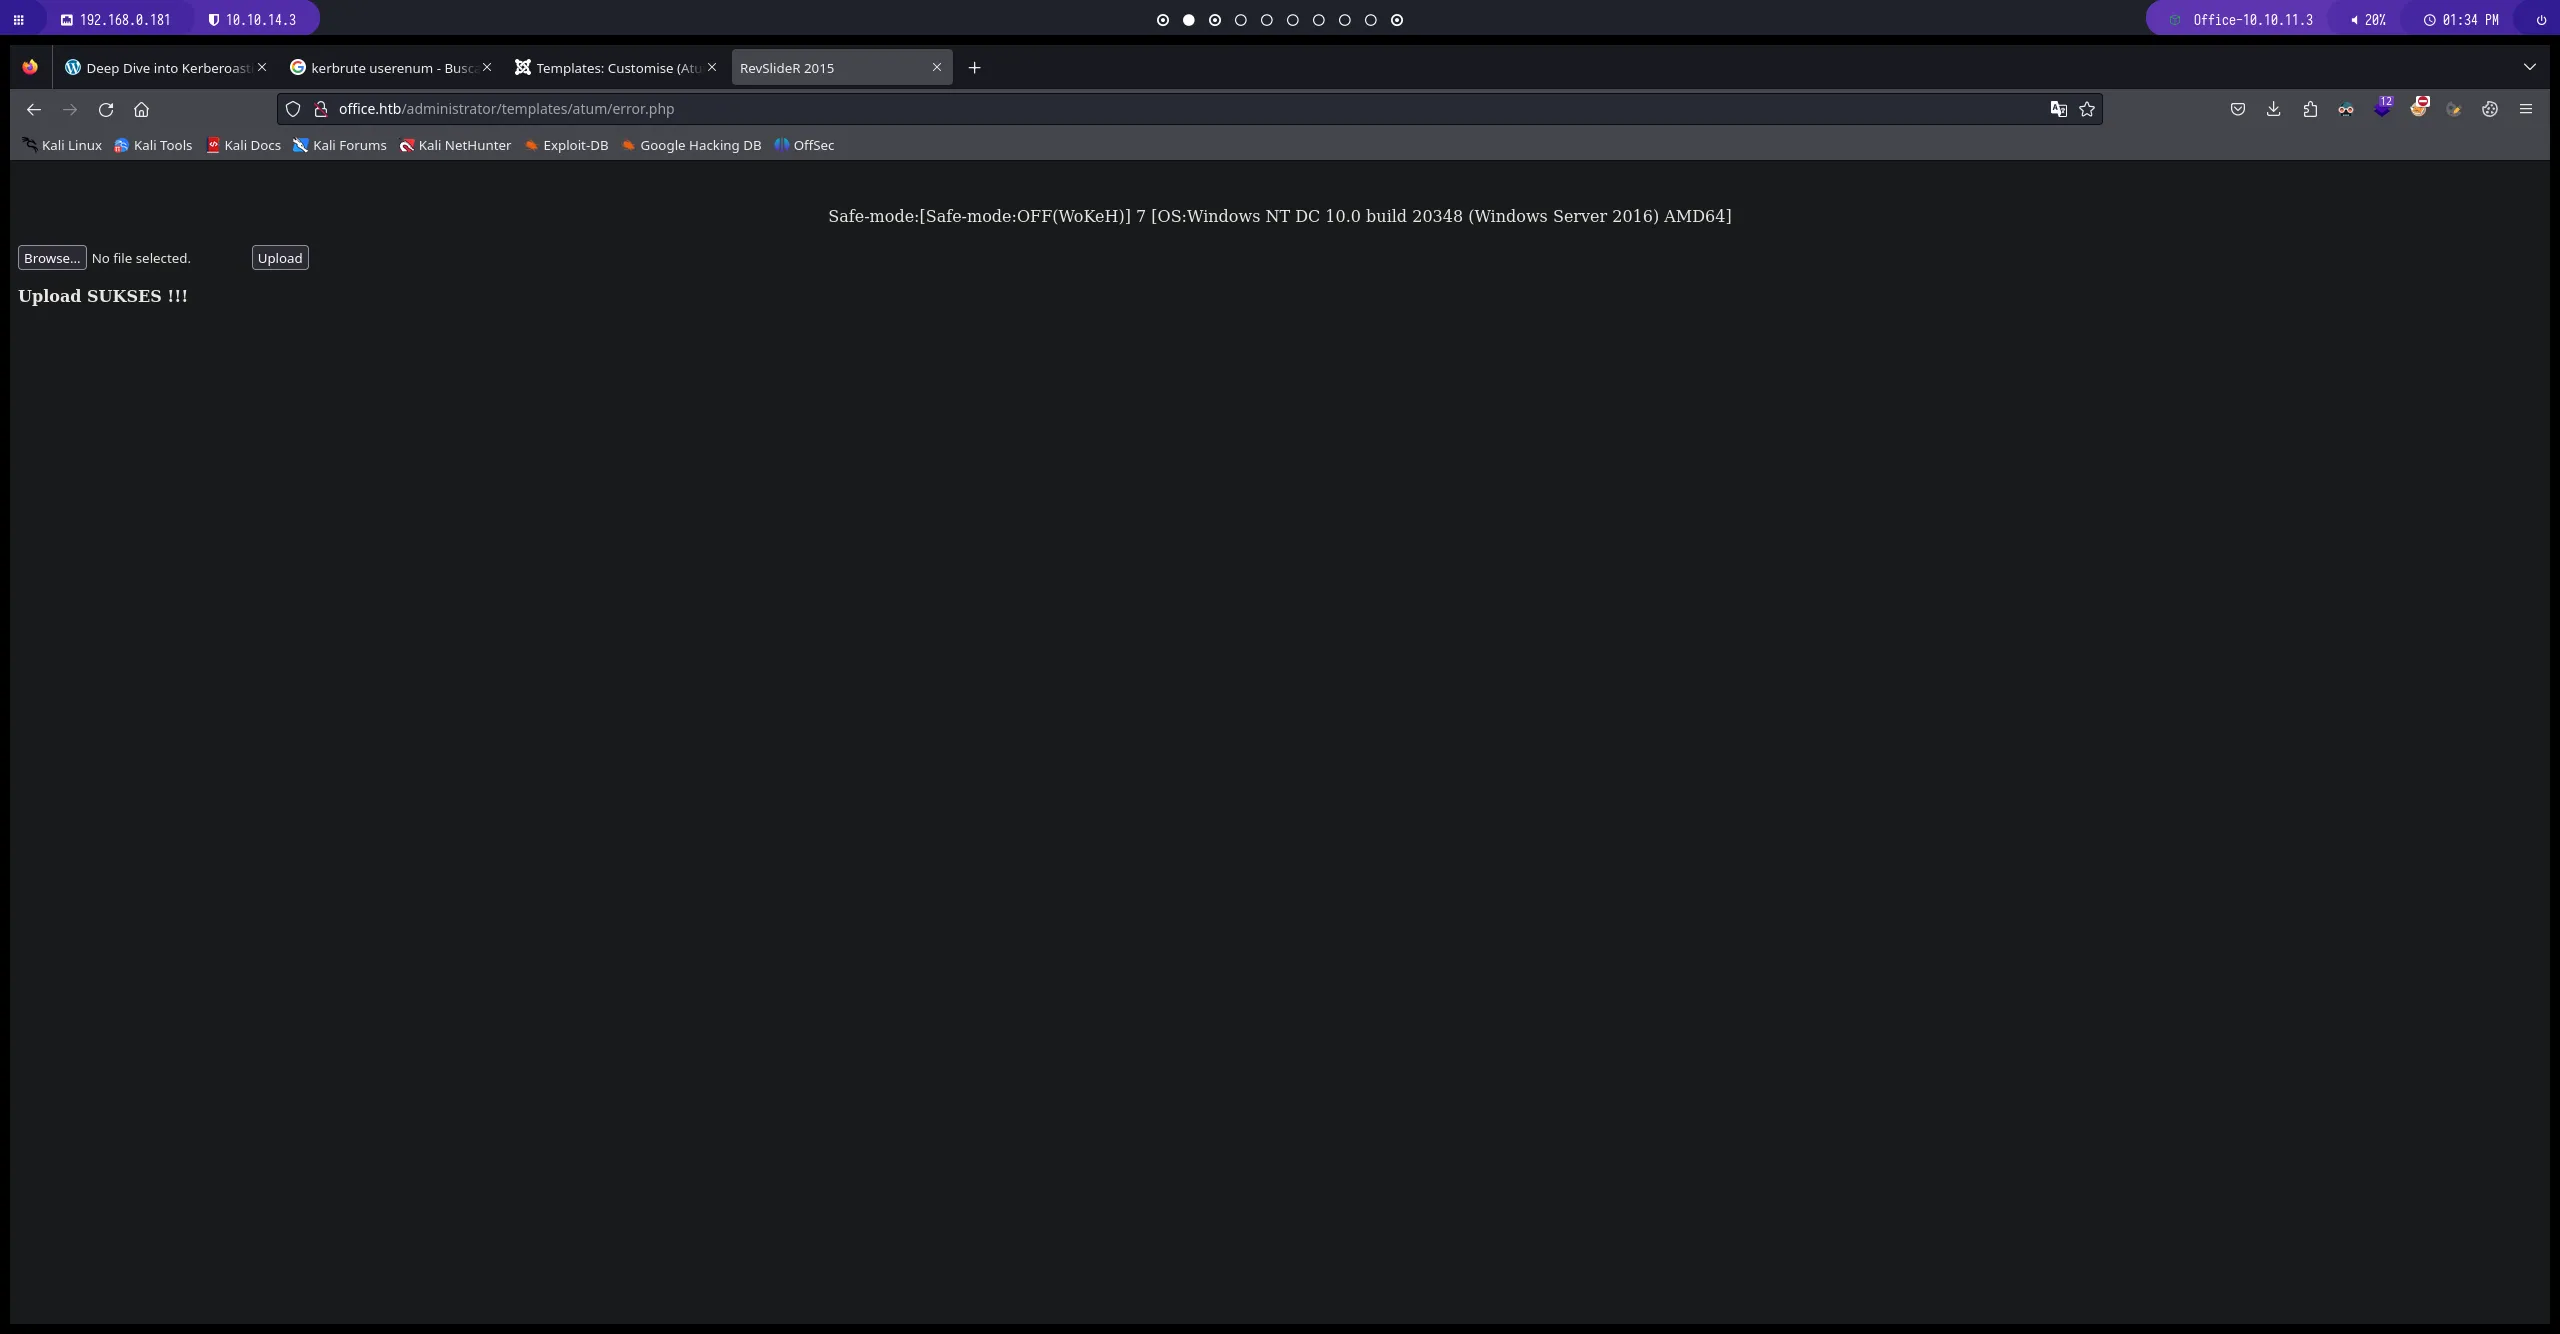 192.168.0.181 10.10.14.3 Office-10.10.11.3 20% 01:34 PM
Deep Dive into Kerberoast kerbrute userenum - Busca Templates: Customise (Atu RevSlideR 2015
office.htb/administrator/templates/atum/error.php 12
Kali Linux Kali Tools Kali Docs Kali Forums Kali NetHunter Exploit-DB Google Hacking DB OffSec
Safe-mode:[Safe-mode:OFF(WoKeH)] 7 [OS:Windows NT DC 10.0 build 20348 (Windows Server 2016) AMD64]
Browse... No file selected. Upload
Upload SUKSES !!!